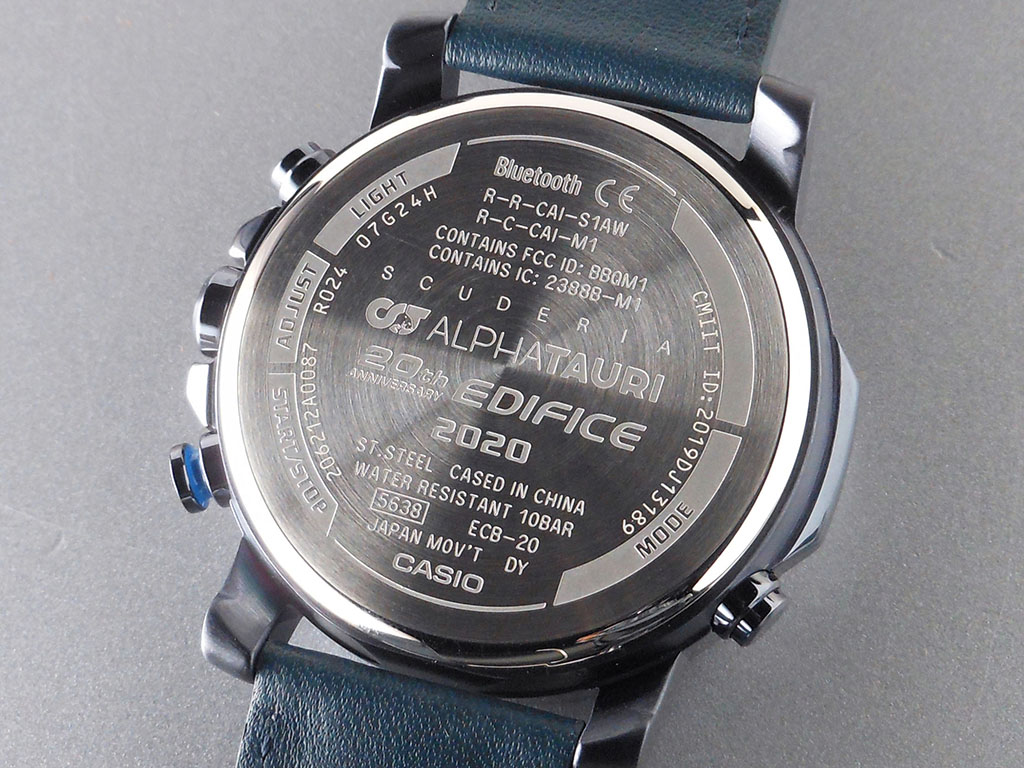 Bluetooth CE
R-R-CAI-S1AW
R-C-CAI-M1
CONTAINS FCC ID: BBQM1
CONTAINS IC: 2388B-M1
SCUDERIA
ALPHATAURI
20th
ANNIVERSARY
EDIFICE
2020
ST.STEEL CASED IN CHINA
WATER RESISTANT 10BAR
5638 ECB-20
JAPAN MOV'T DY
CASIO
LIGHT
07G24H
ADJUST
R024
START/STOP
206212A0087
CMIIT ID:2019DJ13189
MODE